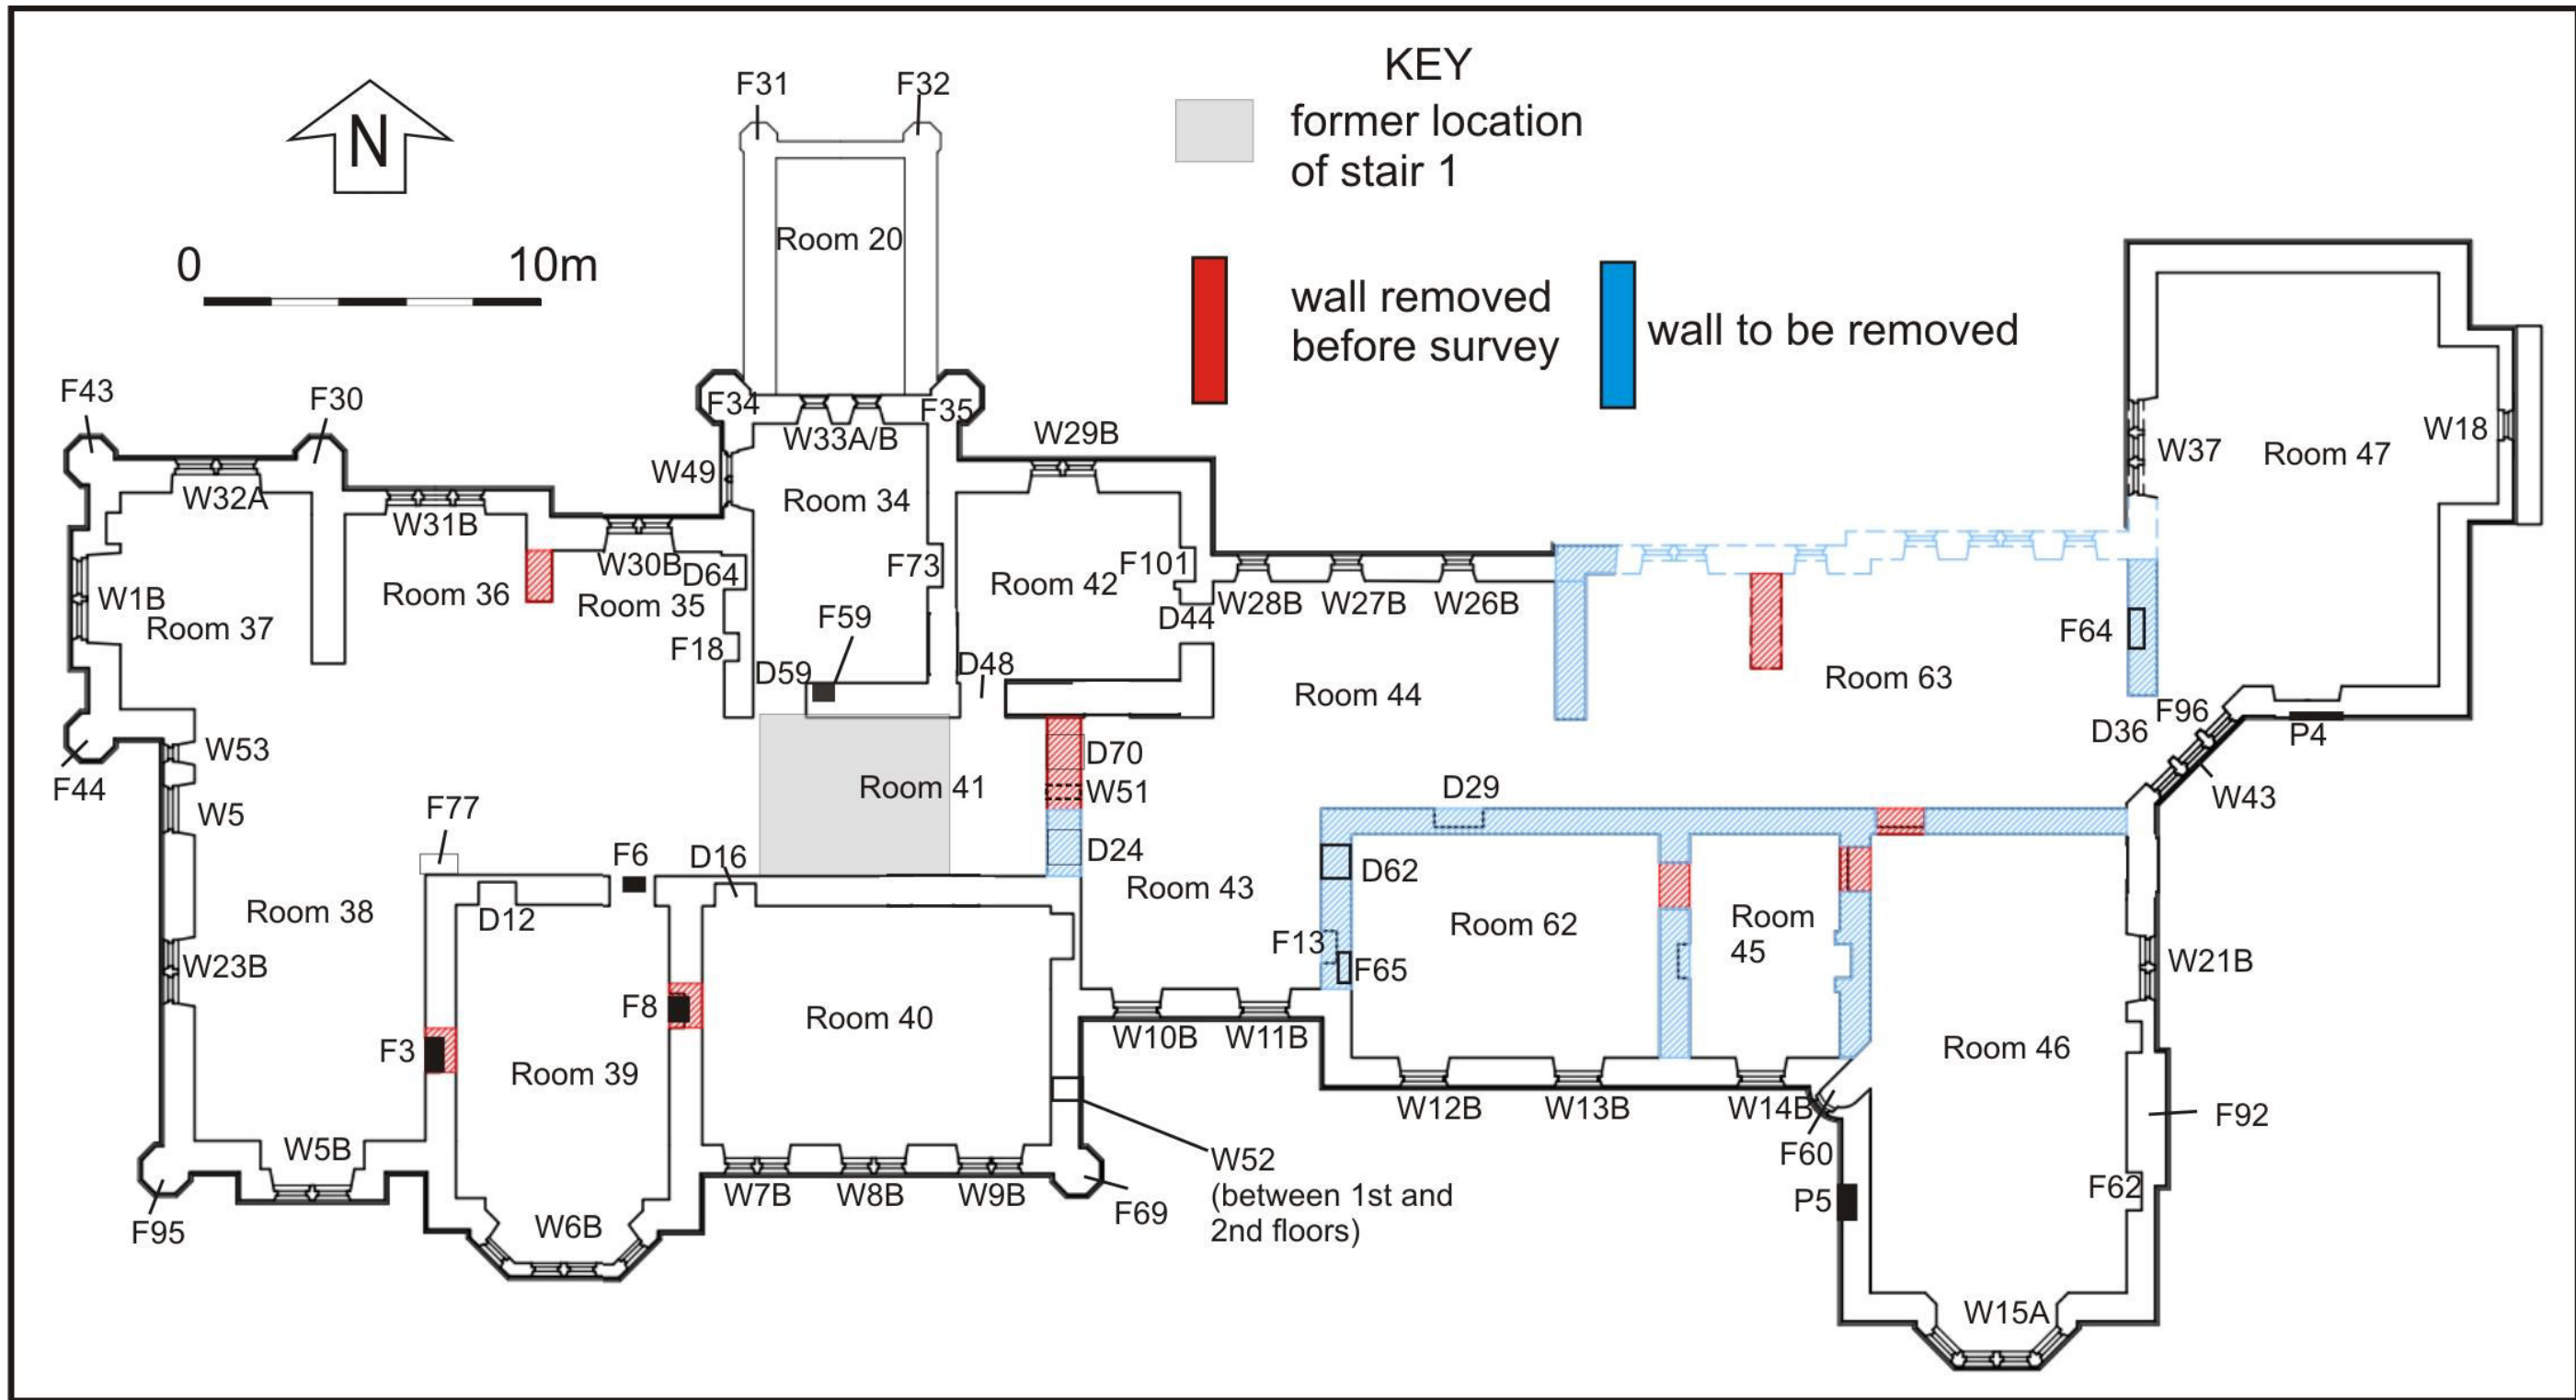 KEY
former location
of stair 1
wall removed
before survey
wall to be removed
N
0
10m
F31
F32
Room 20
F43
F30
F34
F35
W33A/B
W29B
W32A
W31B
W49
Room 34
W37
Room 47
W18
W30B
D64
F73
Room 42
F101
W1B
Room 37
Room 36
Room 35
F59
D44
W28B
W27B
W26B
F18
D59
D48
F64
Room 44
Room 63
F96
D36
P4
W53
D70
F44
W5
F77
Room 41
W51
D29
W43
F6
D16
D24
D62
Room 43
Room 38
D12
Room 62
Room
45
F13
F65
W23B
W21B
F8
Room 40
F3
Room 39
W10B
W11B
Room 46
W12B
W13B
W14B
F92
W5B
W52
(between 1st and
2nd floors)
F60
F95
W6B
W7B
W8B
W9B
F69
P5
F62
W15A